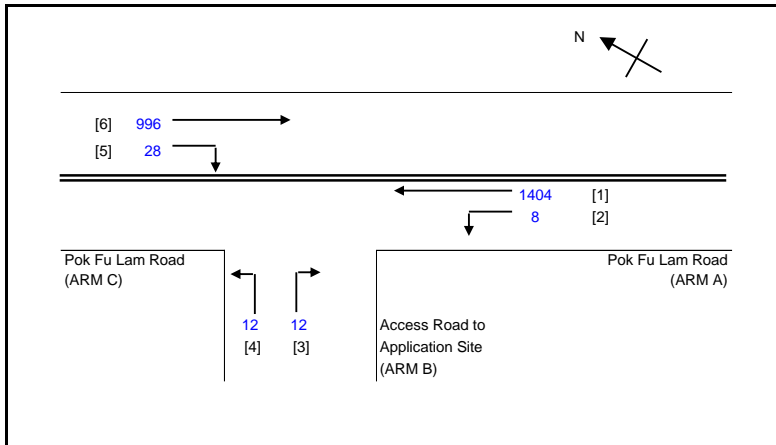 N
[6] 996
[5] 28
1404 [1]
8 [2]
Pok Fu Lam Road
(ARM C)
Pok Fu Lam Road
(ARM A)
12 12
[4] [3]
Access Road to
Application Site
(ARM B)